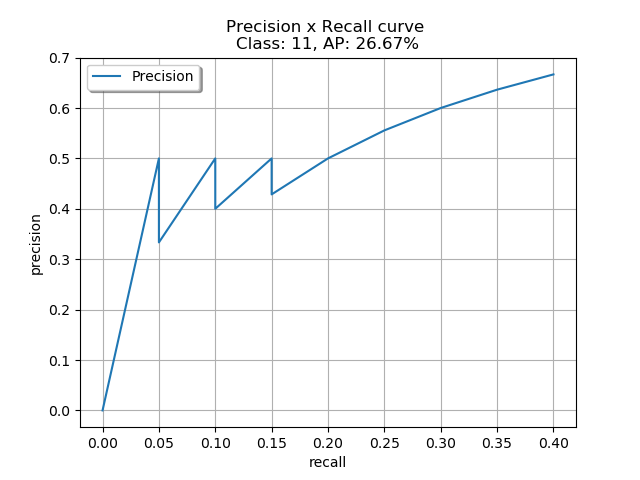 Precision x Recall curve
Class: 11, AP: 26.67%
Precision
0.7
0.6
0.5
0.4
0.3
0.2
0.1
0.0
precision
0.00 0.05 0.10 0.15 0.20 0.25 0.30 0.35 0.40
recall